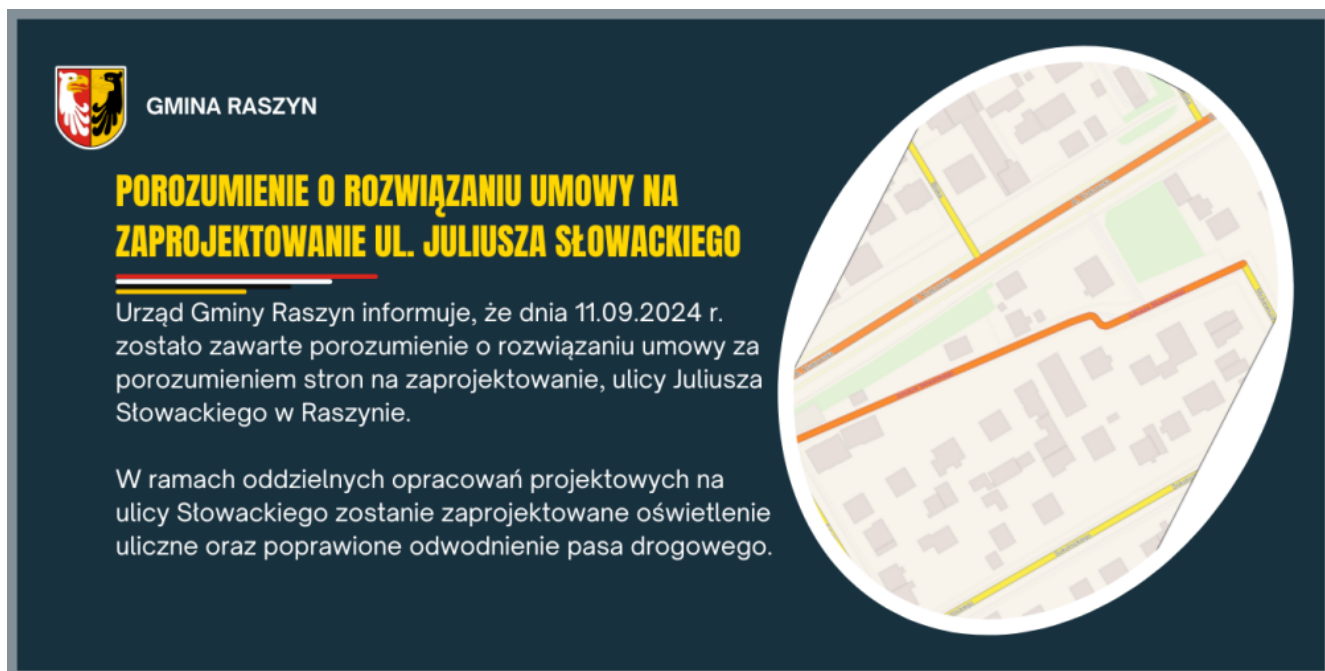 GMINA RASZYN
POROZUMIENIE O ROZWIĄZANIU UMOWY NA
ZAPROJEKTOWANIE UL. JULIUSZA SŁOWACKIEGO
Urząd Gminy Raszyn informuje, że dnia 11.09.2024 r.
zostało zawarte porozumienie o rozwiązaniu umowy za
porozumieniem stron na zaprojektowanie, ulicy Juliusza
Słowackiego w Raszynie.
W ramach oddzielnych opracowań projektowych na
ulicy Słowackiego zostanie zaprojektowane oświetlenie
uliczne oraz poprawione odwodnienie pasa drogowego.